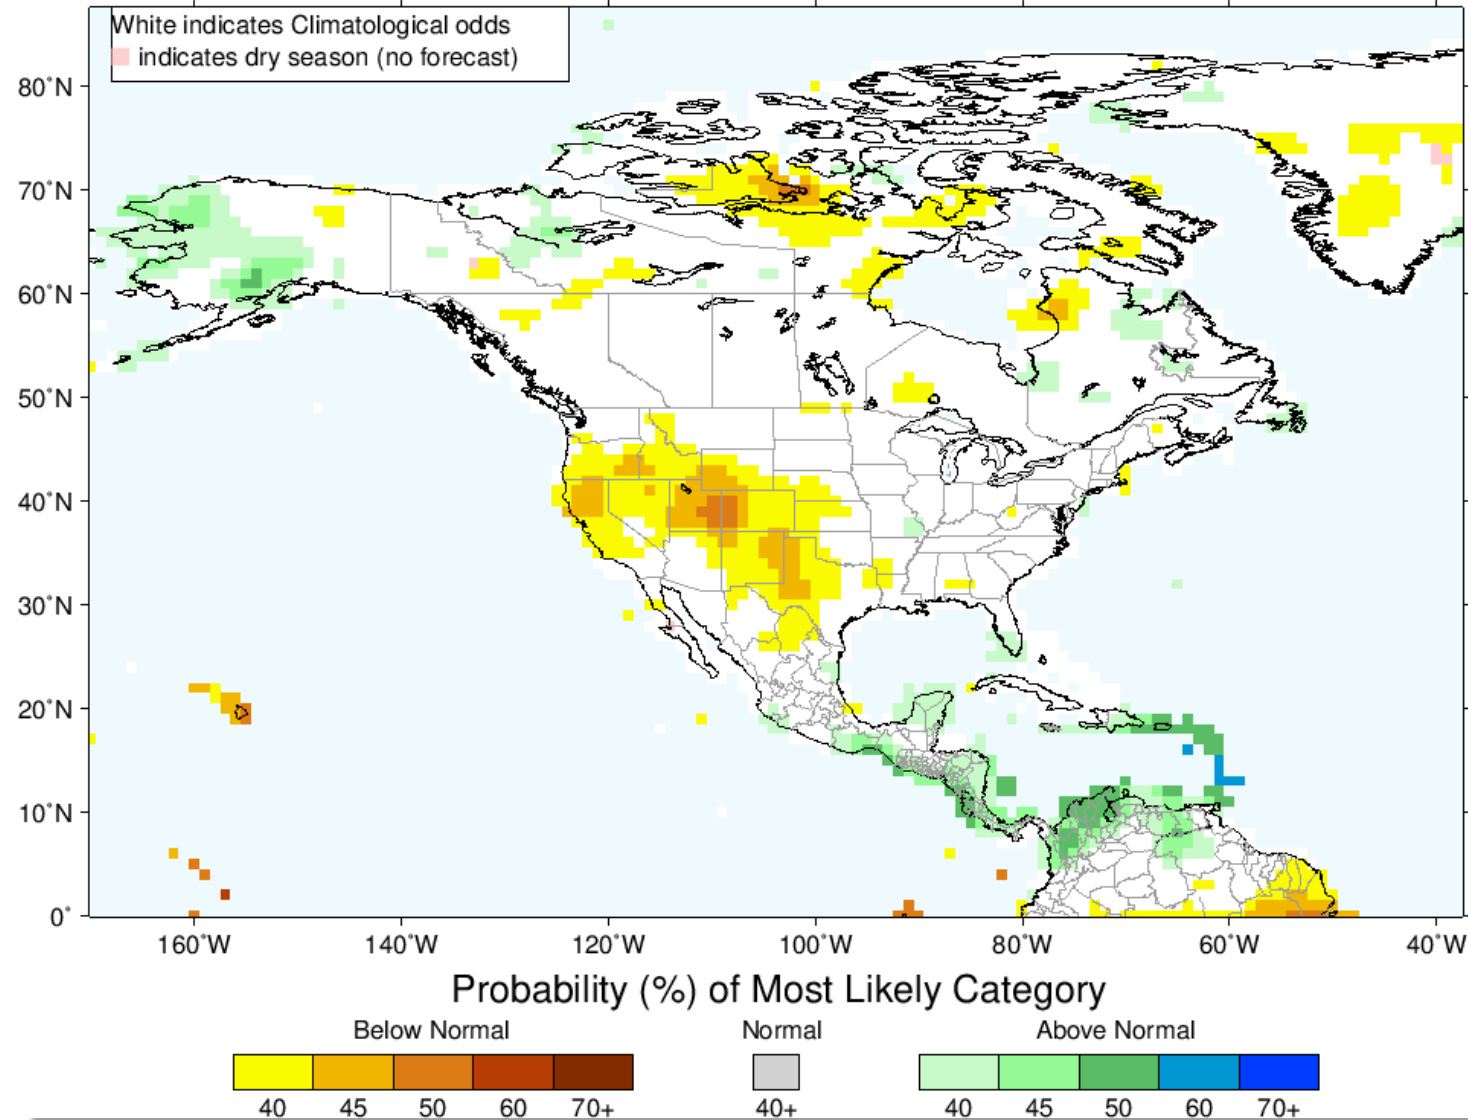 White indicates Climatological odds
indicates dry season (no forecast)
80˚N
70˚N
60˚N
50˚N
40˚N
30˚N
20˚N
10˚N
0˚
160˚W 140˚W 120˚W 100˚W 80˚W 60˚W 40˚W
Probability (%) of Most Likely Category
Below Normal Normal Above Normal
40 45 50 60 70+ 40+ 40 45 50 60 70+